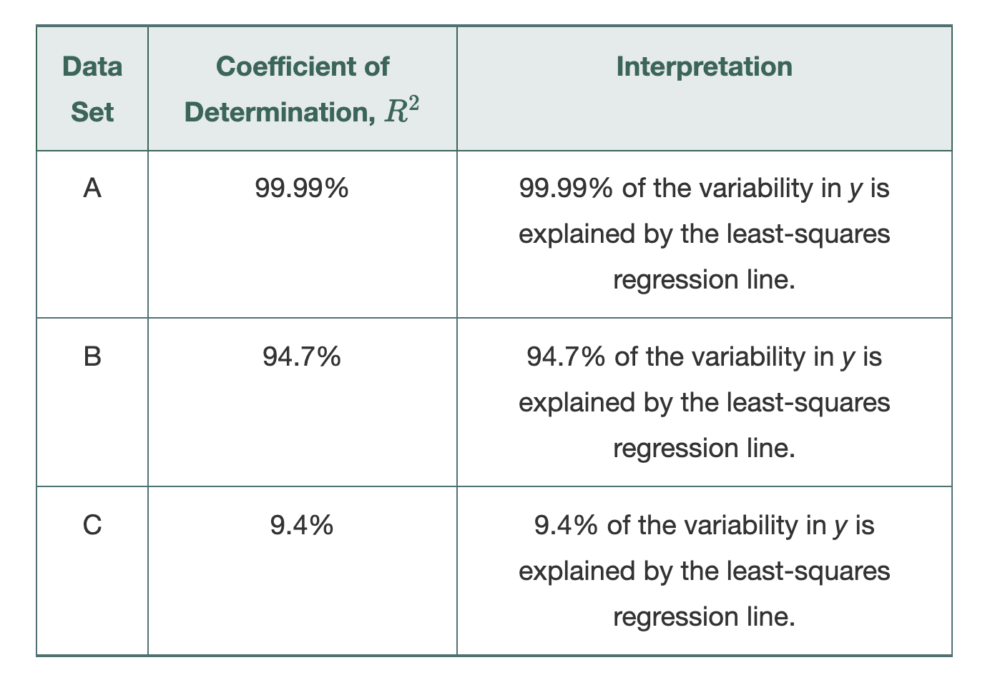 Data
Set
Coefficient of
Determination, R²
Interpretation
A
99.99%
99.99% of the variability in y is
explained by the least-squares
regression line.
B
94.7%
94.7% of the variability in y is
explained by the least-squares
regression line.
C
9.4%
9.4% of the variability in y is
explained by the least-squares
regression line.